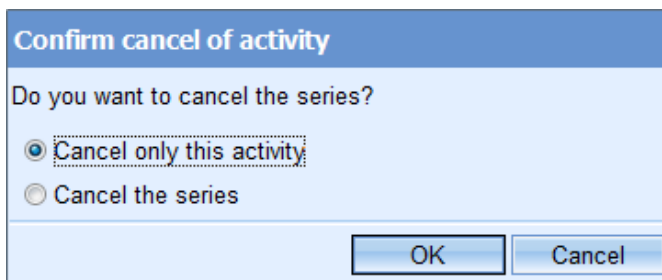 Confirm cancel of activity
Do you want to cancel the series?
Cancel only this activity
Cancel the series
OK Cancel